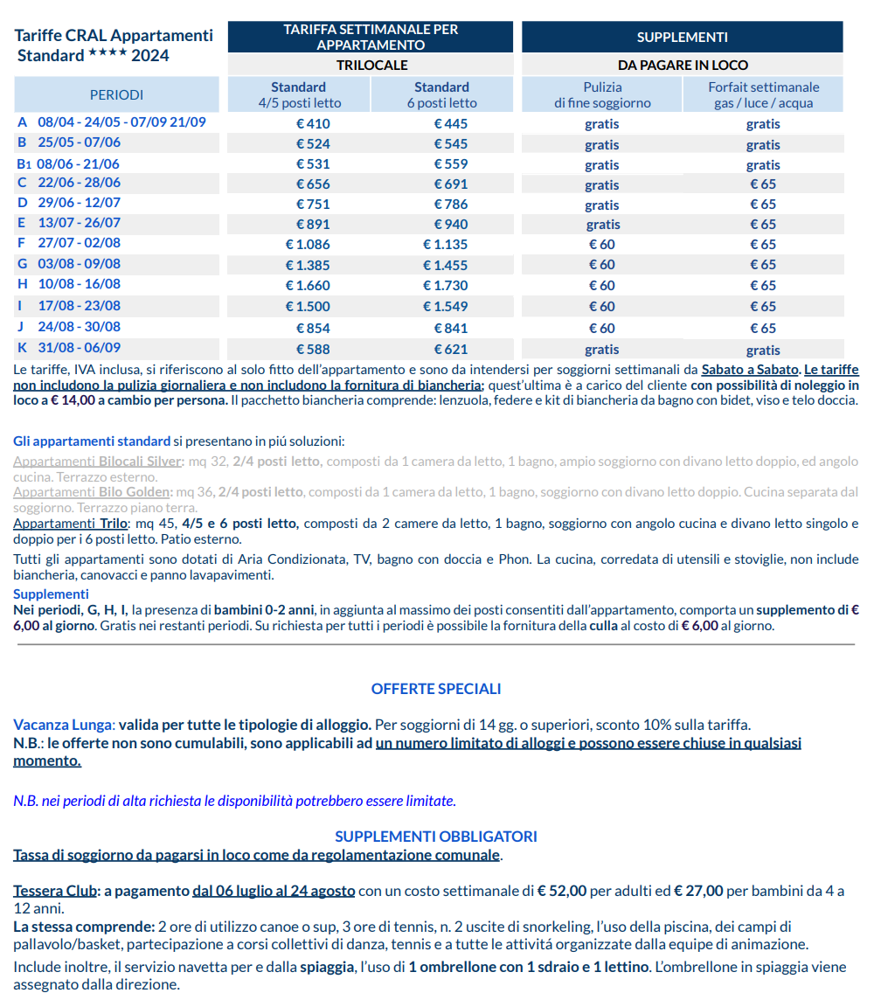 Tariffe CRAL Appartamenti
Standard ★★★★ 2024
TARIFFA SETTIMANALE PER
APPARTAMENTO
SUPPLEMENTI
TRILOCALE
DA PAGARE IN LOCO
PERIODI
Standard
4/5 posti letto
Standard
6 posti letto
Pulizia
di fine soggiorno
Forfait settimanale
gas / luce / acqua
A 08/04 - 24/05 - 07/09 21/09 € 410 € 445 gratis gratis
B 25/05 - 07/06 € 524 € 545 gratis gratis
B1 08/06 - 21/06 € 531 € 559 gratis gratis
C 22/06 - 28/06 € 656 € 691 gratis € 65
D 29/06 - 12/07 € 751 € 786 gratis € 65
E 13/07 - 26/07 € 891 € 940 gratis € 65
F 27/07 - 02/08 € 1.086 € 1.135 € 60 € 65
G 03/08 - 09/08 € 1.385 € 1.455 € 60 € 65
H 10/08 - 16/08 € 1.660 € 1.730 € 60 € 65
I 17/08 - 23/08 € 1.500 € 1.549 € 60 € 65
J 24/08 - 30/08 € 854 € 841 € 60 € 65
K 31/08 - 06/09 € 588 € 621 gratis gratis
Le tariffe, IVA inclusa, si riferiscono al solo fitto dell’appartamento e sono da intendersi per soggiorni settimanali da Sabato a Sabato. Le tariffe
non includono la pulizia giornaliera e non includono la fornitura di biancheria; quest’ultima è a carico del cliente con possibilità di noleggio in
loco a € 14,00 a cambio per persona. Il pacchetto biancheria comprende: lenzuola, federe e kit di biancheria da bagno con bidet, viso e telo doccia.
Gli appartamenti standard si presentano in piú soluzioni:
Appartamenti Bilocali Silver: mq 32, 2/4 posti letto, composti da 1 camera da letto, 1 bagno, ampio soggiorno con divano letto doppio, ed angolo
cucina. Terrazzo esterno.
Appartamenti Bilo Golden: mq 36, 2/4 posti letto, composti da 1 camera da letto, 1 bagno, soggiorno con divano letto doppio. Cucina separata dal
soggiorno. Terrazzo piano terra.
Appartamenti Trilo: mq 45, 4/5 e 6 posti letto, composti da 2 camere da letto, 1 bagno, soggiorno con angolo cucina e divano letto singolo e
doppio per i 6 posti letto. Patio esterno.
Tutti gli appartamenti sono dotati di Aria Condizionata, TV, bagno con doccia e Phon. La cucina, corredata di utensili e stoviglie, non include
biancheria, canovacci e panno lavapavimenti.
Supplementi
Nei periodi, G, H, I, la presenza di bambini 0-2 anni, in aggiunta al massimo dei posti consentiti dall’appartamento, comporta un supplemento di €
6,00 al giorno. Gratis nei restanti periodi. Su richiesta per tutti i periodi è possibile la fornitura della culla al costo di € 6,00 al giorno.
OFFERTE SPECIALI
Vacanza Lunga: valida per tutte le tipologie di alloggio. Per soggiorni di 14 gg. o superiori, sconto 10% sulla tariffa.
N.B.: le offerte non sono cumulabili, sono applicabili ad un numero limitato di alloggi e possono essere chiuse in qualsiasi
momento.
N.B. nei periodi di alta richiesta le disponibilità potrebbero essere limitate.
SUPPLEMENTI OBBLIGATORI
Tassa di soggiorno da pagarsi in loco come da regolamentazione comunale.
Tessera Club: a pagamento dal 06 luglio al 24 agosto con un costo settimanale di € 52,00 per adulti ed € 27,00 per bambini da 4 a
12 anni.
La stessa comprende: 2 ore di utilizzo canoe o sup, 3 ore di tennis, n. 2 uscite di snorkeling, l’uso della piscina, dei campi di
pallavolo/basket, partecipazione a corsi collettivi di danza, tennis e a tutte le attivitá organizzate dalla equipe di animazione.
Include inoltre, il servizio navetta per e dalla spiaggia, l’uso di 1 ombrellone con 1 sdraio e 1 lettino. L’ombrellone in spiaggia viene
assegnato dalla direzione.